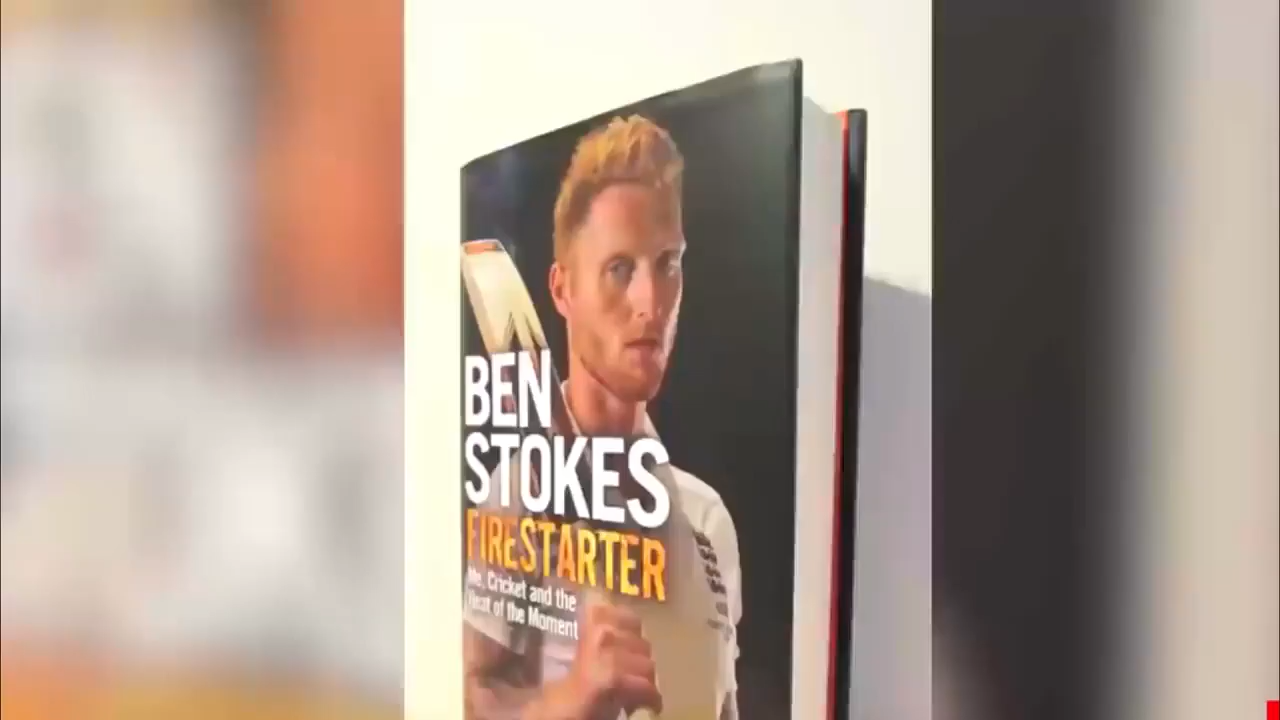 BEN
STOKES
FIRESTARTER
Me, Cricket and the
Heat of the Moment